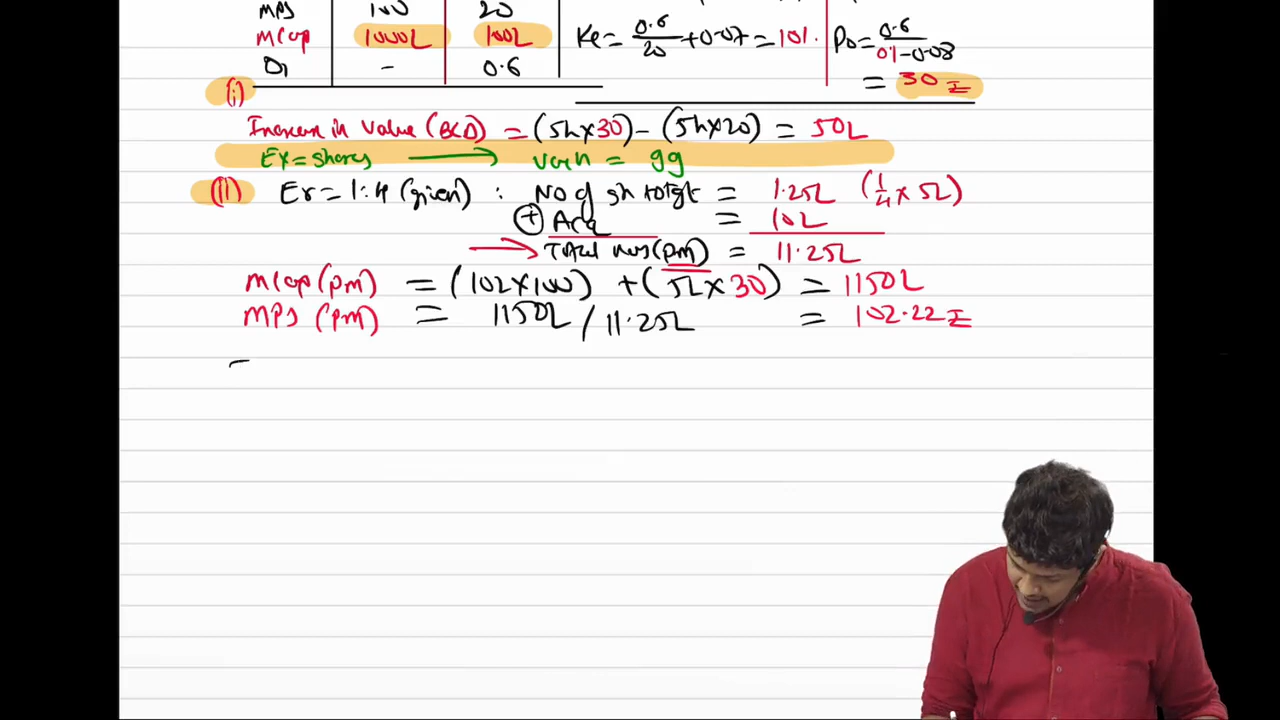 MPS 100 20
MCap 1000L 100L Ke = 0.6/20 + 0.07 = 10%. P0 = 0.6/0.1-0.08
D1 - 0.6 = 30
(i)
Increase in Value = (5L×30) - (5L×20) = 50L
Ex = shares → = gg
(ii) Er = 1:4 (given) : No of sh to tgt = 1.25L (1/4 × 5L)
+ Acq = 10L
→ Total nos (pm) = 11.25L
MCap (pm) = (10L×100) + (5L×30) = 1150L
MPS (pm) = 1150L / 11.25L = 102.22